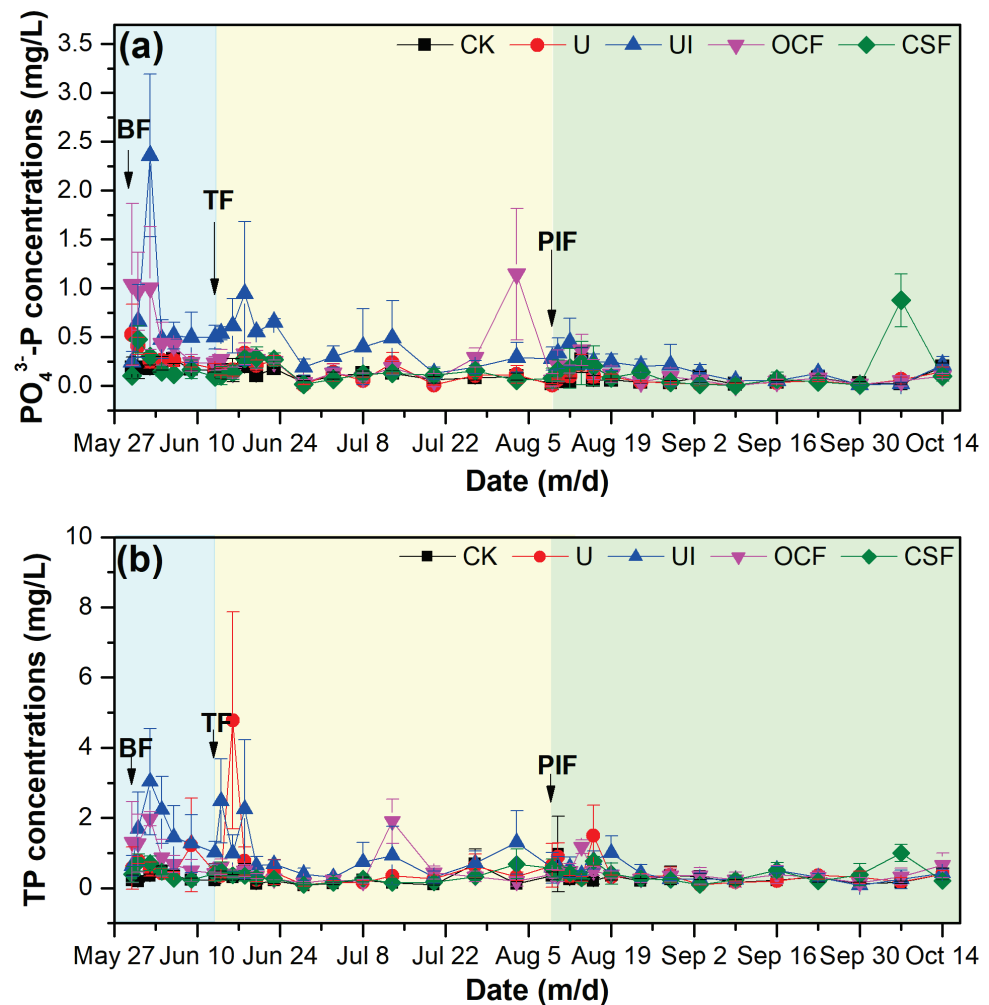 (a)
CK U UI OCF CSF
BF
TF
PIF
PO₄³⁻-P concentrations (mg/L)
3.5
3.0
2.5
2.0
1.5
1.0
0.5
0.0
May 27 Jun 10 Jun 24 Jul 8 Jul 22 Aug 5 Aug 19 Sep 2 Sep 16 Sep 30 Oct 14
Date (m/d)
(b)
CK U UI OCF CSF
BF
TF
PIF
TP concentrations (mg/L)
10
8
6
4
2
0
May 27 Jun 10 Jun 24 Jul 8 Jul 22 Aug 5 Aug 19 Sep 2 Sep 16 Sep 30 Oct 14
Date (m/d)